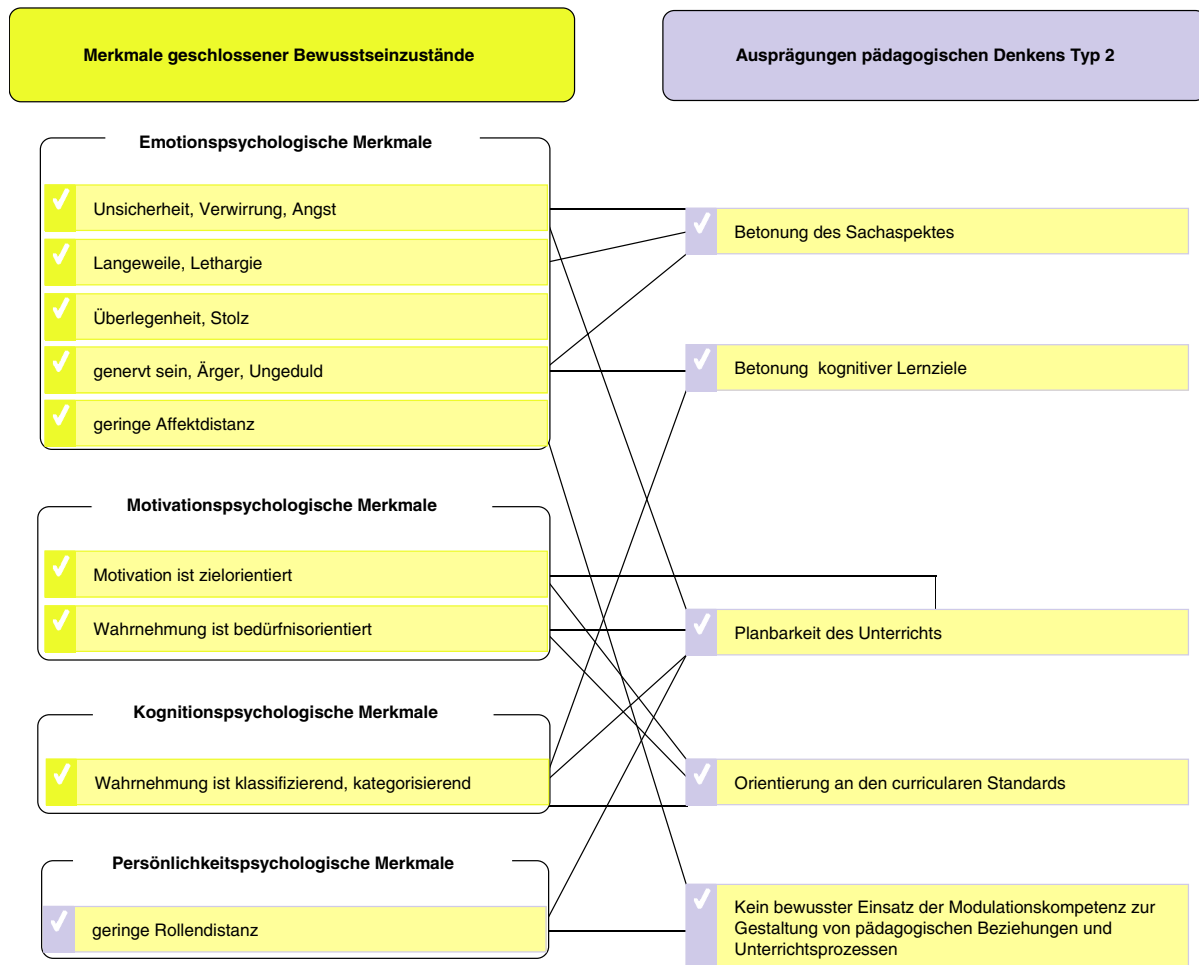 Merkmale geschlossener Bewusstseinzustände
Ausprägungen pädagogischen Denkens Typ 2
Emotionspsychologische Merkmale
Unsicherheit, Verwirrung, Angst
Langeweile, Lethargie
Überlegenheit, Stolz
genervt sein, Ärger, Ungeduld
geringe Affektdistanz
Motivationspsychologische Merkmale
Motivation ist zielorientiert
Wahrnehmung ist bedürfnisorientiert
Kognitionspsychologische Merkmale
Wahrnehmung ist klassifizierend, kategorisierend
Persönlichkeitspsychologische Merkmale
geringe Rollendistanz
Betonung des Sachaspektes
Betonung kognitiver Lernziele
Planbarkeit des Unterrichts
Orientierung an den curricularen Standards
Kein bewusster Einsatz der Modulationskompetenz zur
Gestaltung von pädagogischen Beziehungen und
Unterrichtsprozessen